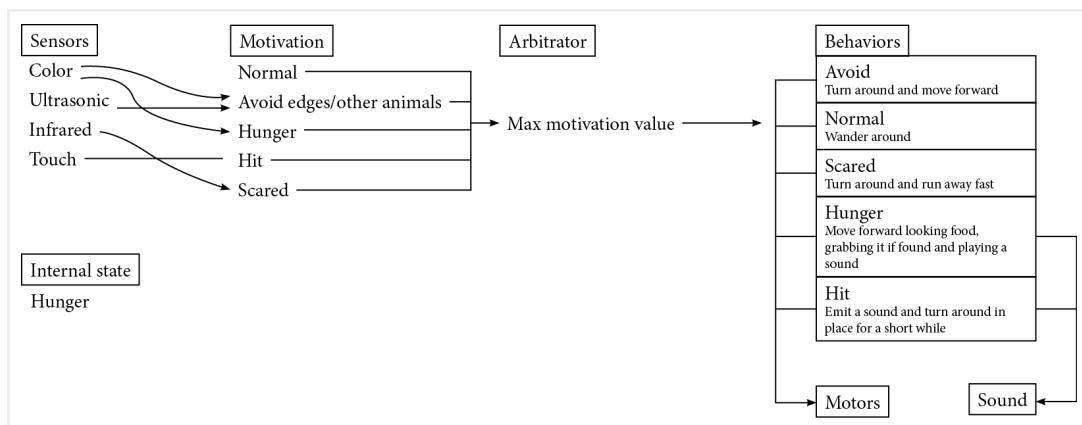 Sensors
Color
Ultrasonic
Infrared
Touch
Internal state
Hunger
Motivation
Normal
Avoid edges/other animals
Hunger
Hit
Scared
Arbitrator
Max motivation value
Behaviors
Avoid
Turn around and move forward
Normal
Wander around
Scared
Turn around and run away fast
Hunger
Move forward looking food,
grabbing it if found and playing a
sound
Hit
Emit a sound and turn around in
place for a short while
Motors
Sound